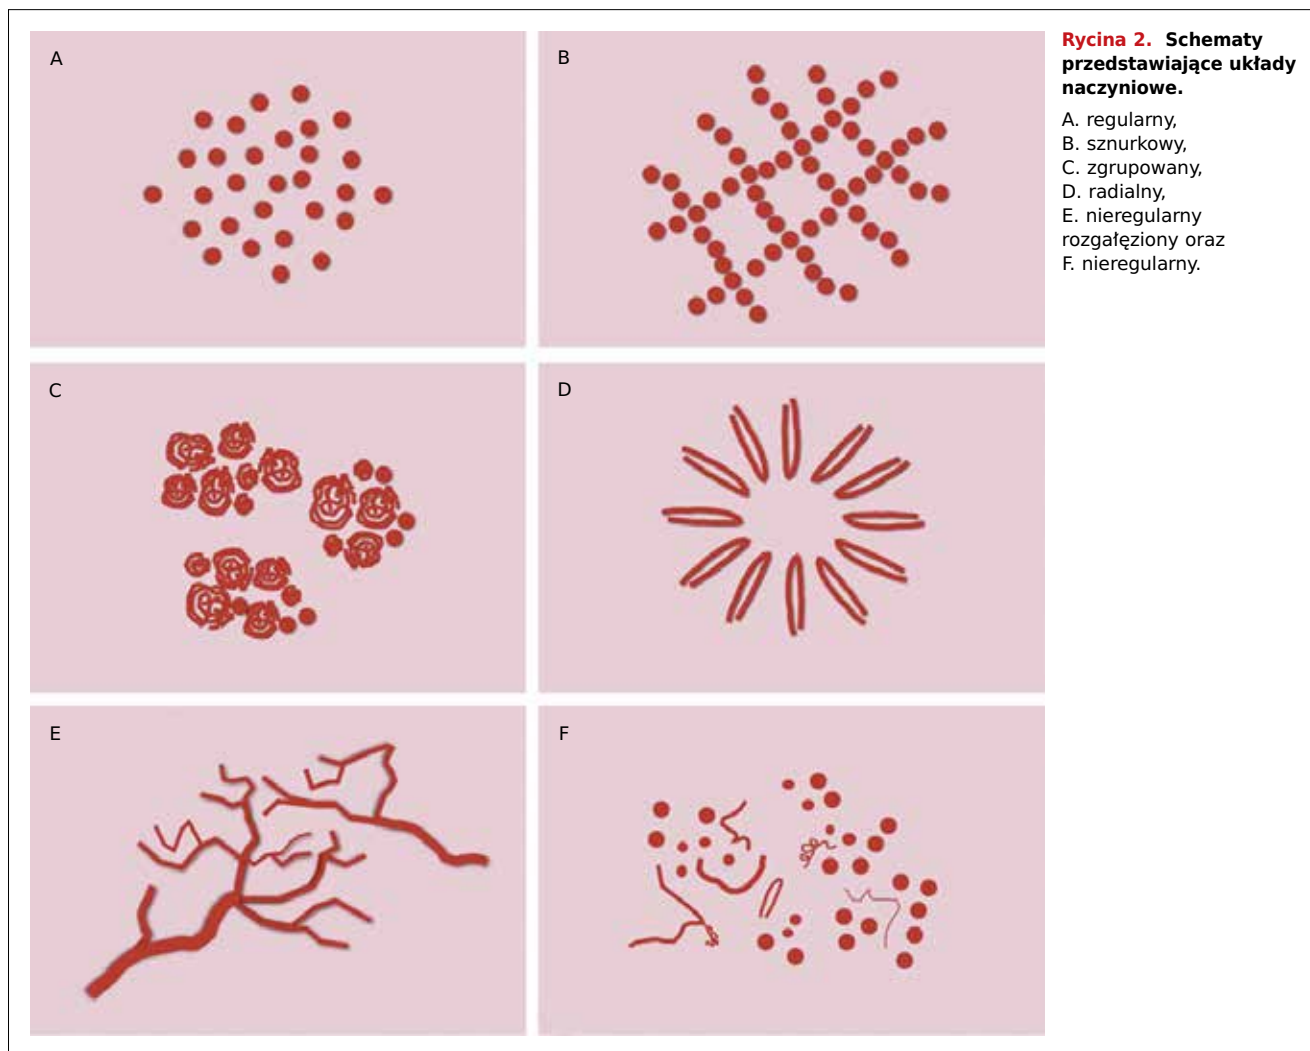 A
B
C
D
E
F
Rycina 2. Schematy
przedstawiające układy
naczyniowe.
A. regularny,
B. sznurkowy,
C. zgrupowany,
D. radialny,
E. nieregularny
rozgałęziony oraz
F. nieregularny.